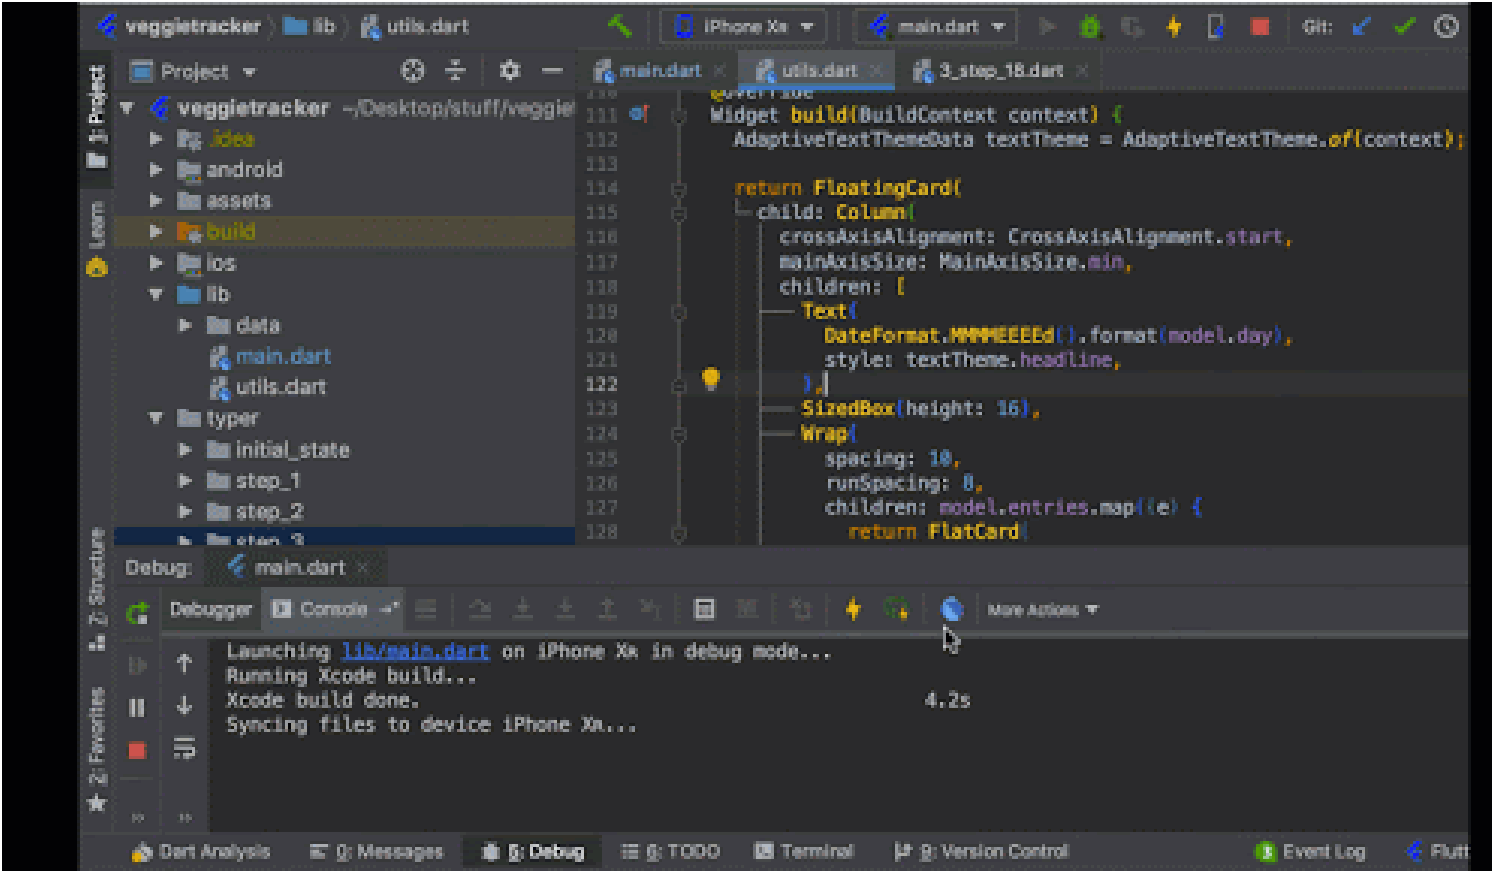 veggietracker lib utils.dart iPhone Xʀ main.dart Git:
1: Project
Learn
Z: Structure
2: Favorites
Project
veggietracker ~/Desktop/stuff/veggie
.idea
android
assets
build
ios
lib
data
main.dart
utils.dart
typer
initial_state
step_1
step_2
step_3
main.dart utils.dart 3_step_18.dart
110 @override
111 Widget build(BuildContext context) {
112 AdaptiveTextThemeData textTheme = AdaptiveTextTheme.of(context);
113
114 return FloatingCard(
115 child: Column(
116 crossAxisAlignment: CrossAxisAlignment.start,
117 mainAxisSize: MainAxisSize.min,
118 children: [
119 Text(
120 DateFormat.MMMMEEEEd().format(model.day),
121 style: textTheme.headline,
122 ),
123 SizedBox(height: 16),
124 Wrap(
125 spacing: 10,
126 runSpacing: 8,
127 children: model.entries.map((e) {
128 return FlatCard(
Debug: main.dart
Debugger Console More Actions
Launching lib/main.dart on iPhone Xʀ in debug mode...
Running Xcode build...
Xcode build done. 4.2s
Syncing files to device iPhone Xʀ...
Dart Analysis 0: Messages 5: Debug 6: TODO Terminal 9: Version Control 3 Event Log Flutt